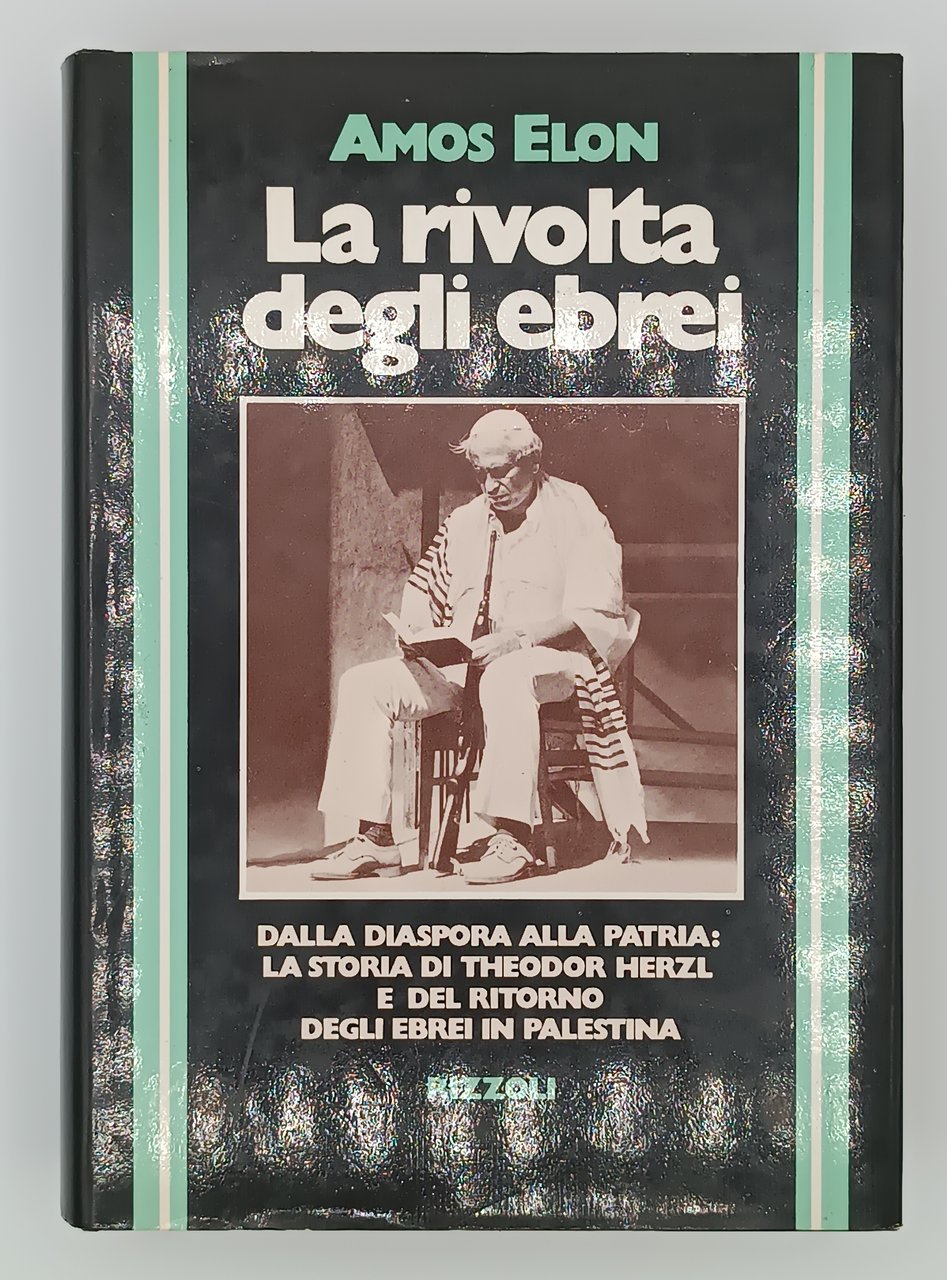 AMOS ELON
La rivolta
degli ebrei
DALLA DIASPORA ALLA PATRIA:
LA STORIA DI THEODOR HERZL
E DEL RITORNO
DEGLI EBREI IN PALESTINA
RIZZOLI